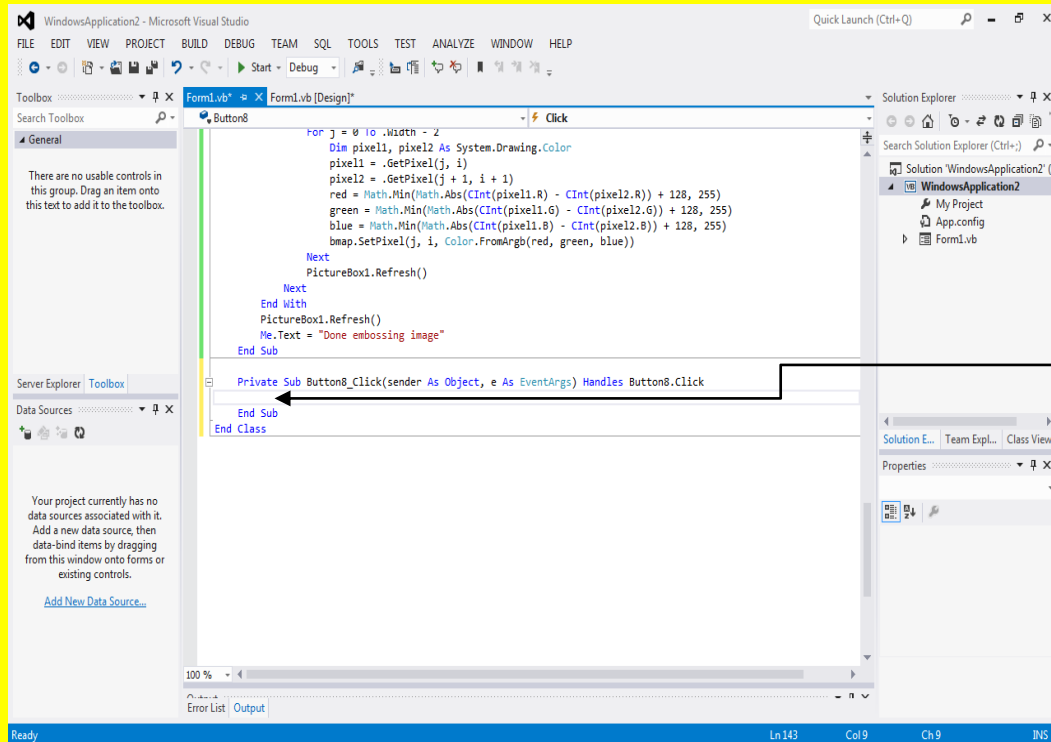 WindowsApplication2 - Microsoft Visual Studio
Quick Launch (Ctrl+Q)
FILE EDIT VIEW PROJECT BUILD DEBUG TEAM SQL TOOLS TEST ANALYZE WINDOW HELP
Start Debug
Toolbox
Search Toolbox
General
There are no usable controls in
this group. Drag an item onto
this text to add it to the toolbox.
Server Explorer Toolbox
Data Sources
Your project currently has no
data sources associated with it.
Add a new data source, then
data-bind items by dragging
from this window onto forms or
existing controls.
Add New Data Source...
Form1.vb* Form1.vb [Design]*
Button8 Click
For j = 0 To .Width - 2
Dim pixel1, pixel2 As System.Drawing.Color
pixel1 = .GetPixel(j, i)
pixel2 = .GetPixel(j + 1, i + 1)
red = Math.Min(Math.Abs(CInt(pixel1.R) - CInt(pixel2.R)) + 128, 255)
green = Math.Min(Math.Abs(CInt(pixel1.G) - CInt(pixel2.G)) + 128, 255)
blue = Math.Min(Math.Abs(CInt(pixel1.B) - CInt(pixel2.B)) + 128, 255)
bmap.SetPixel(j, i, Color.FromArgb(red, green, blue))
Next
PictureBox1.Refresh()
Next
End With
PictureBox1.Refresh()
Me.Text = "Done embossing image"
End Sub
Private Sub Button8_Click(sender As Object, e As EventArgs) Handles Button8.Click
End Sub
End Class
100 %
Output
Error List Output
Solution Explorer
Search Solution Explorer (Ctrl+;)
Solution 'WindowsApplication2' (
WindowsApplication2
My Project
App.config
Form1.vb
Solution E... Team Expl... Class View
Properties
Ready Ln 143 Col 9 Ch 9 INS